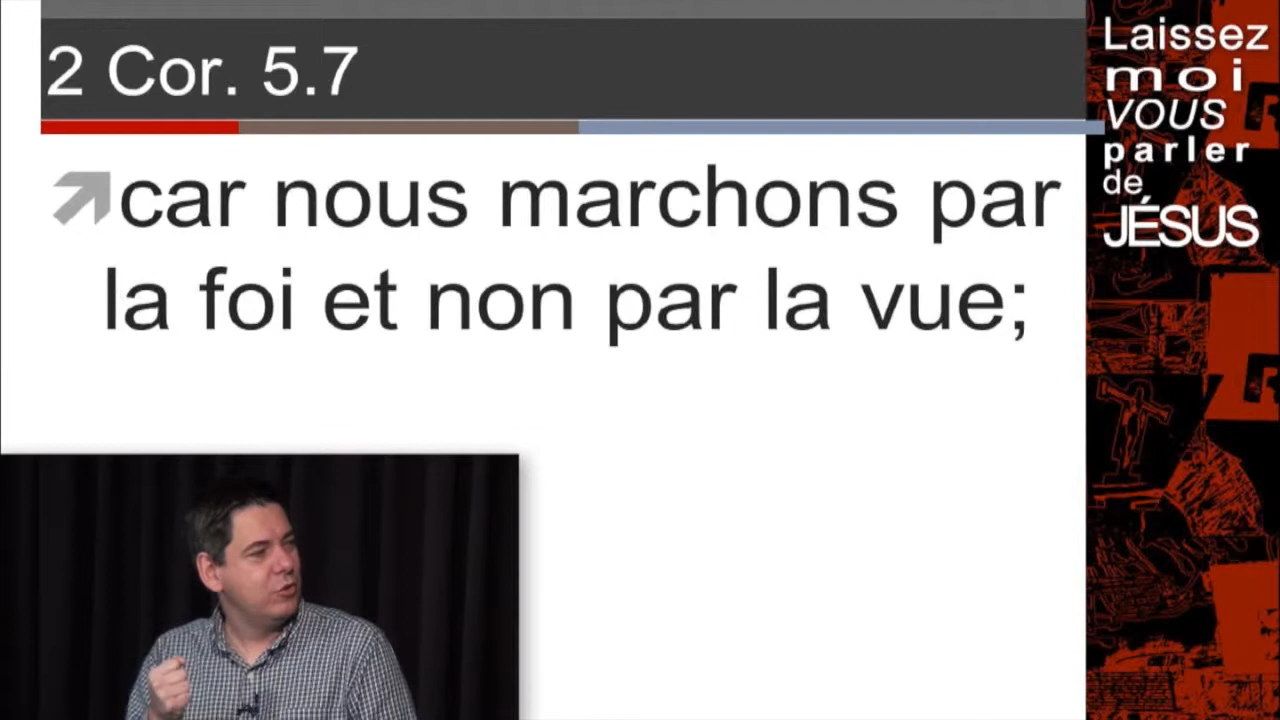 2 Cor. 5.7
car nous marchons par
la foi et non par la vue;
Laissez
moi
VOUS
parler
de
JÉSUS